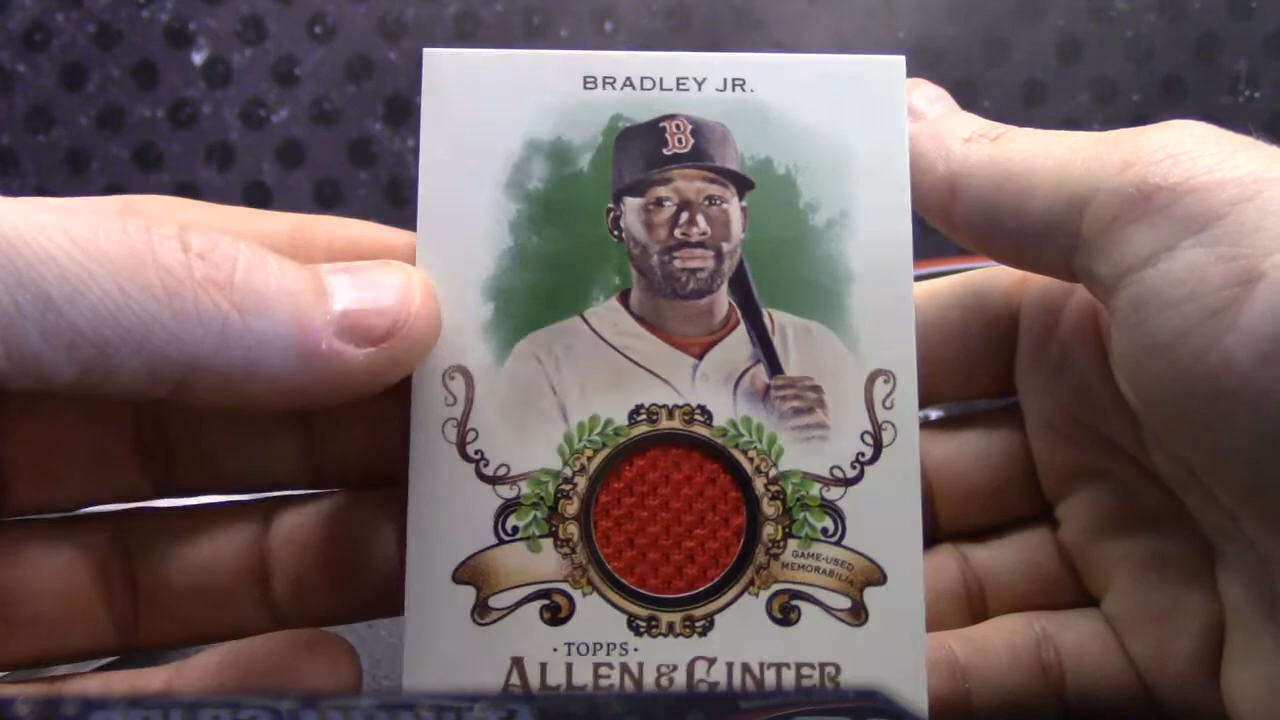 BRADLEY JR.
B
GAME-USED
MEMORABILIA
·TOPPS·
ALLEN & GINTER